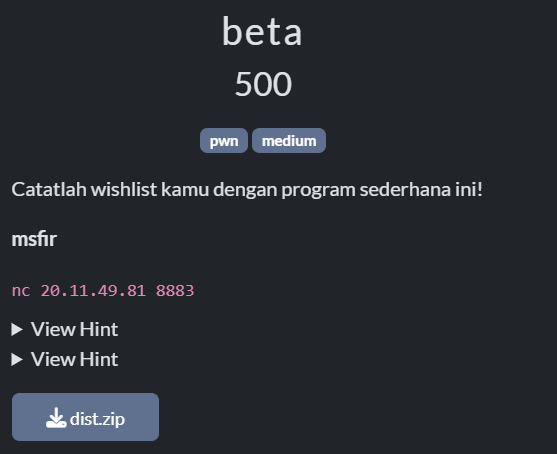 beta
500
pwn medium
Catatlah wishlist kamu dengan program sederhana ini!
msfir
nc 20.11.49.81 8883
View Hint
View Hint
dist.zip